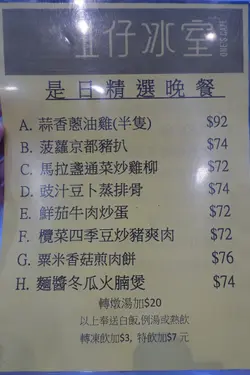 仔冰室
是日精選晚餐
A. 蒜香蔥油雞(半隻) $92
B. 菠蘿京都豬扒 $74
C. 馬拉盞通菜炒雞柳 $72
D. 豉汁豆卜蒸排骨 $74
E. 鮮茄牛肉炒蛋 $72
F. 欖菜四季豆炒豬爽肉 $72
G. 粟米香菇煎肉餅 $76
H. 麵醬冬瓜火腩煲 $74
轉燉湯加$20
以上奉送白飯,例湯或熱飲
轉凍飲加$3, 特飲加$7元